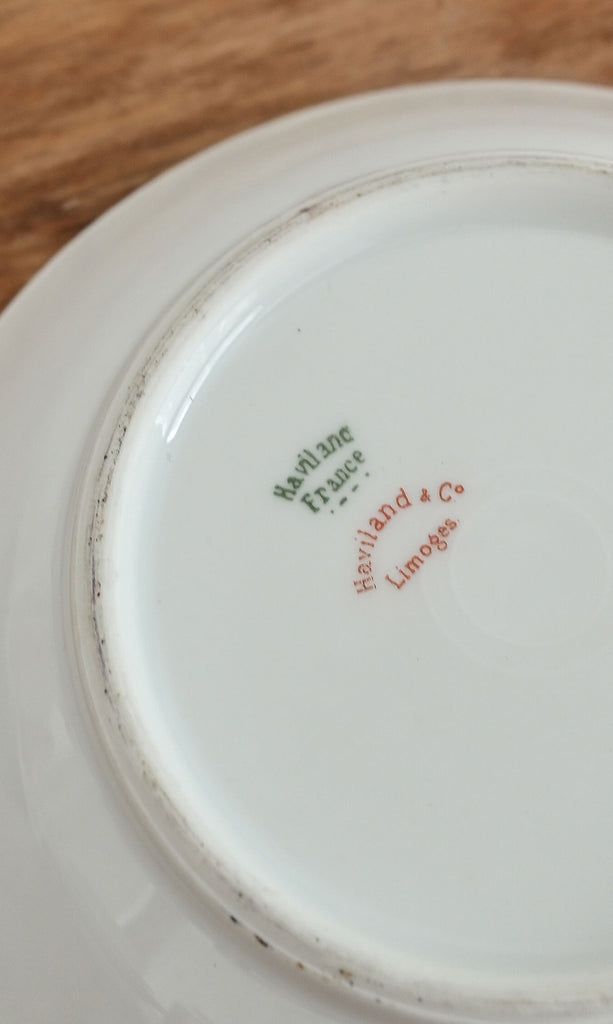 Haviland
France
Haviland & Co
Limoges